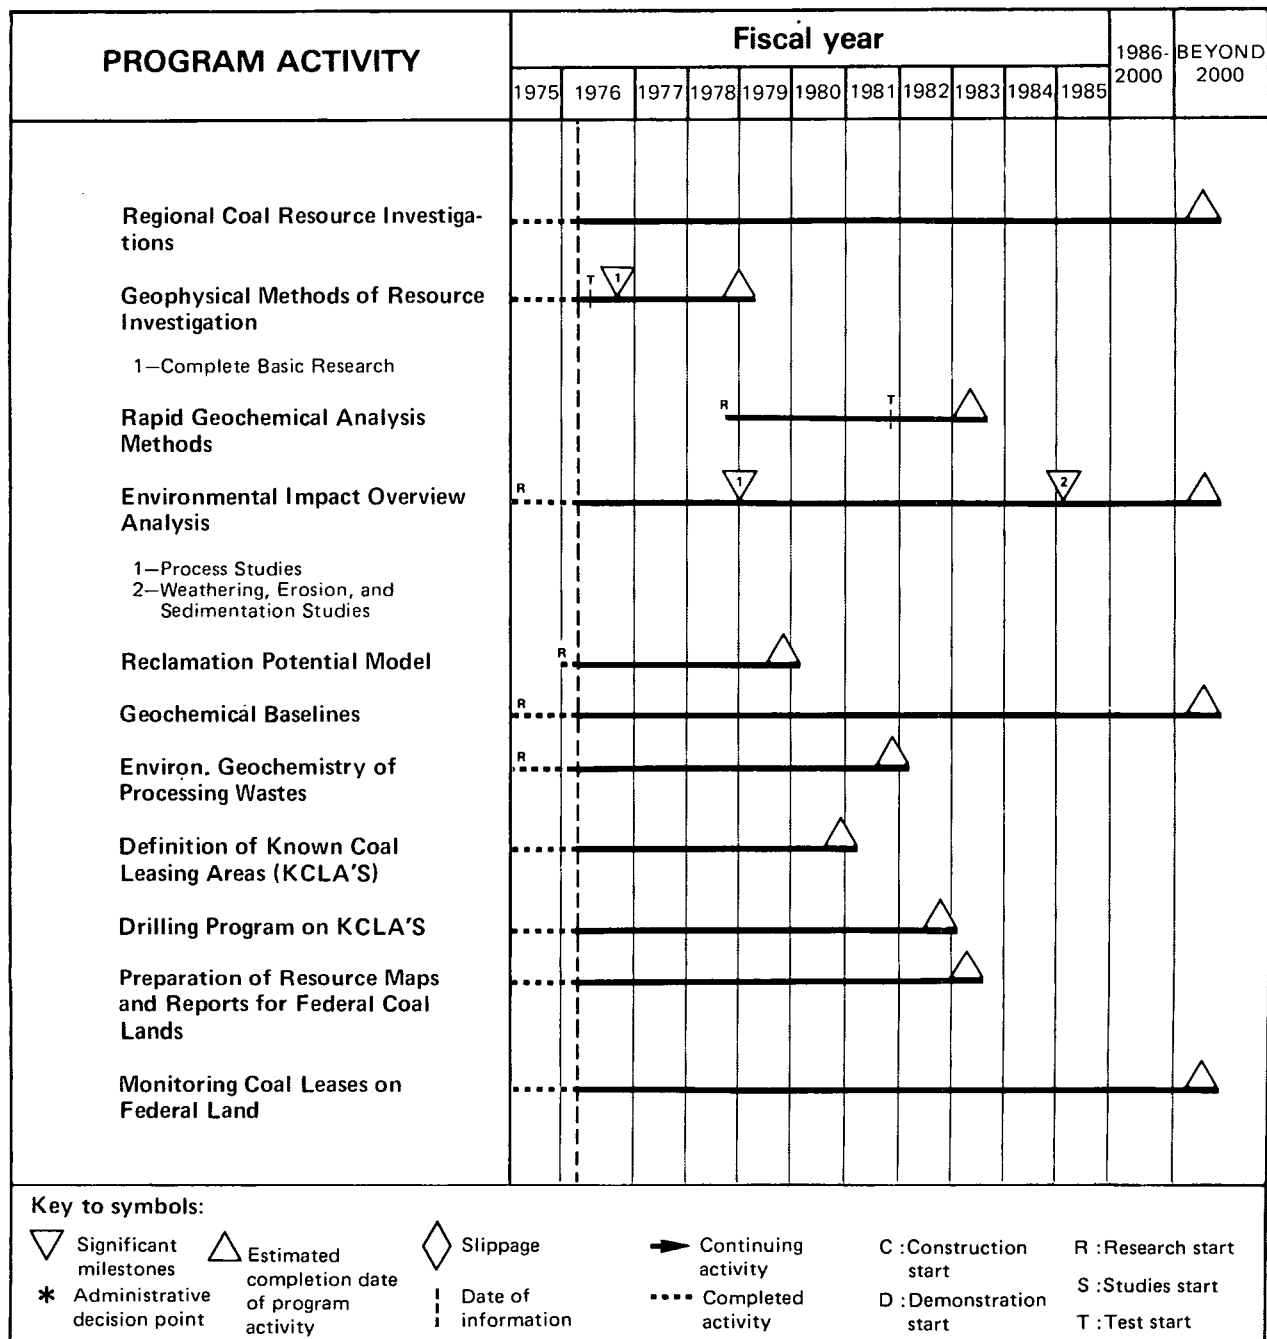 PROGRAM ACTIVITY
Fiscal year
1986-
2000
BEYOND
2000
1975 1976 1977 1978 1979 1980 1981 1982 1983 1984 1985
Regional Coal Resource Investiga-
tions
T 1
Geophysical Methods of Resource
Investigation
1—Complete Basic Research
R T
Rapid Geochemical Analysis
Methods
R 1 2
Environmental Impact Overview
Analysis
1—Process Studies
2—Weathering, Erosion, and
Sedimentation Studies
R
Reclamation Potential Model
R
Geochemical Baselines
R
Environ. Geochemistry of
Processing Wastes
Definition of Known Coal
Leasing Areas (KCLA'S)
Drilling Program on KCLA'S
Preparation of Resource Maps
and Reports for Federal Coal
Lands
Monitoring Coal Leases on
Federal Land
Key to symbols:
Significant
milestones
* Administrative
decision point
Estimated
completion date
of program
activity
Slippage
Date of
information
Continuing
activity
Completed
activity
C :Construction
start
D :Demonstration
start
R :Research start
S :Studies start
T :Test start